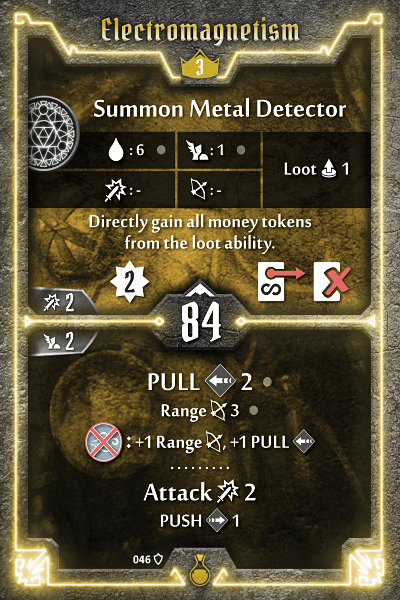 Electromagnetism
3
Summon Metal Detector
: 6
: 1
Loot 1
: -
: -
Directly gain all money tokens
from the loot ability.
2
2
84
2
PULL 2
Range 3
: +1 Range , +1 PULL
Attack 2
PUSH 1
046